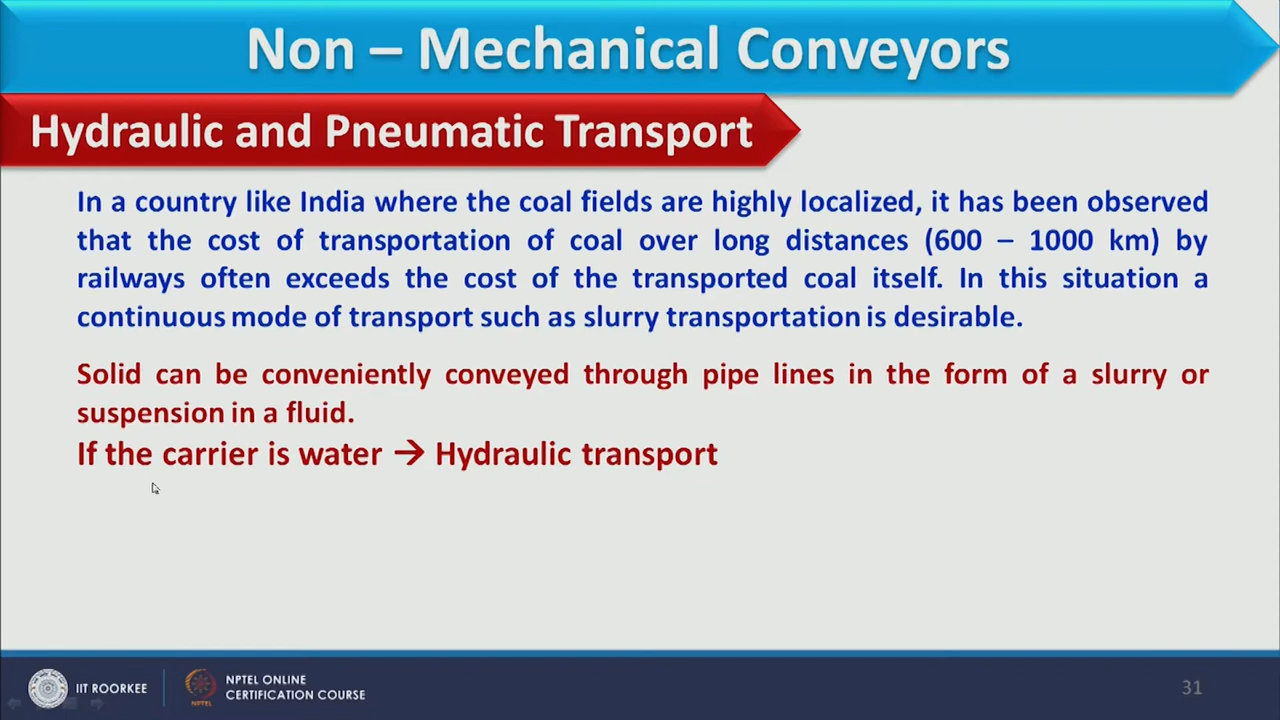 Non – Mechanical Conveyors
Hydraulic and Pneumatic Transport
In a country like India where the coal fields are highly localized, it has been observed
that the cost of transportation of coal over long distances (600 – 1000 km) by
railways often exceeds the cost of the transported coal itself. In this situation a
continuous mode of transport such as slurry transportation is desirable.
Solid can be conveniently conveyed through pipe lines in the form of a slurry or
suspension in a fluid.
If the carrier is water → Hydraulic transport
IIT ROORKEE
NPTEL
NPTEL ONLINE
CERTIFICATION COURSE
31